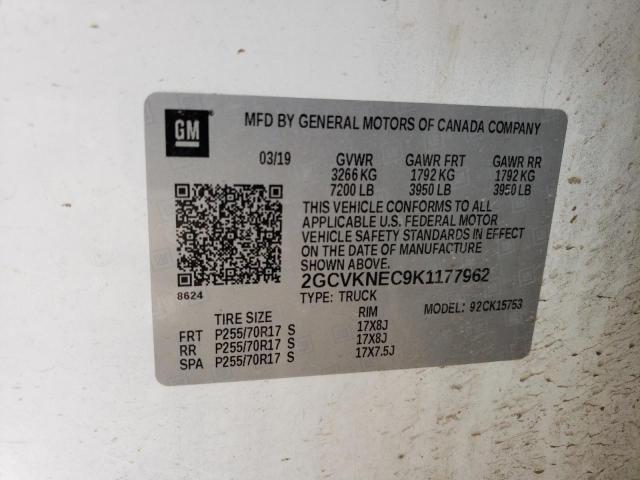 GM
MFD BY GENERAL MOTORS OF CANADA COMPANY
03/19 GVWR GAWR FRT GAWR RR
3266 KG 1792 KG 1792 KG
7200 LB 3950 LB 3950 LB
THIS VEHICLE CONFORMS TO ALL
APPLICABLE U.S. FEDERAL MOTOR
VEHICLE SAFETY STANDARDS IN EFFECT
ON THE DATE OF MANUFACTURE
SHOWN ABOVE.
8624
2GCVKNEC9K1177962
TYPE: TRUCK MODEL: 92CK15753
TIRE SIZE RIM
FRT P255/70R17 S 17X8J
RR P255/70R17 S 17X8J
SPA P255/70R17 S 17X7.5J